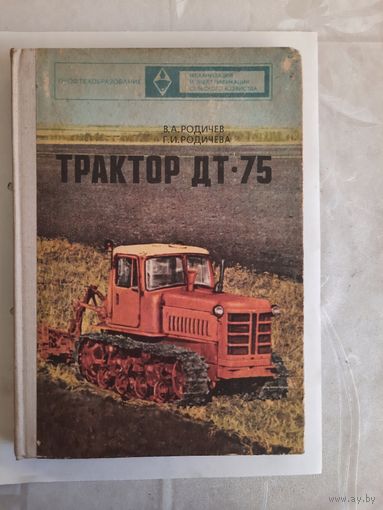 ПРОФТЕХОБРАЗОВАНИЕ
МЕХАНИЗАЦИЯ
И ЭЛЕКТРИФИКАЦИЯ
СЕЛЬСКОГО ХОЗЯЙСТВА
В.А.РОДИЧЕВ
Г.И.РОДИЧЕВА
ТРАКТОР ДТ·75
www.ay.by